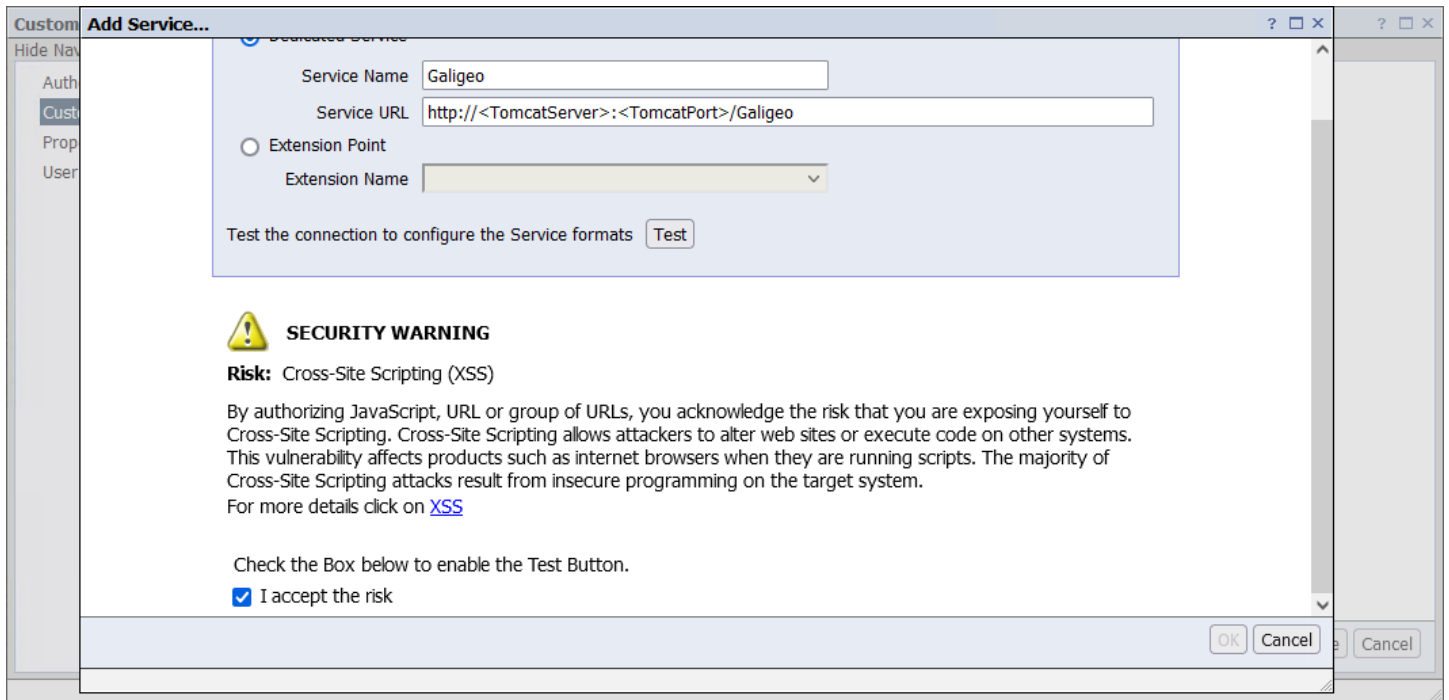 Custom
Add Service...
? □ ×
? □ ×
Hide Nav
Auth
Cust
Prop
User
Dedicated Service
Service Name Galigeo
Service URL http://<TomcatServer>:<TomcatPort>/Galigeo
Extension Point
Extension Name
Test the connection to configure the Service formats Test
SECURITY WARNING
Risk: Cross-Site Scripting (XSS)
By authorizing JavaScript, URL or group of URLs, you acknowledge the risk that you are exposing yourself to
Cross-Site Scripting. Cross-Site Scripting allows attackers to alter web sites or execute code on other systems.
This vulnerability affects products such as internet browsers when they are running scripts. The majority of
Cross-Site Scripting attacks result from insecure programming on the target system.
For more details click on XSS
Check the Box below to enable the Test Button.
I accept the risk
OK Cancel
e Cancel